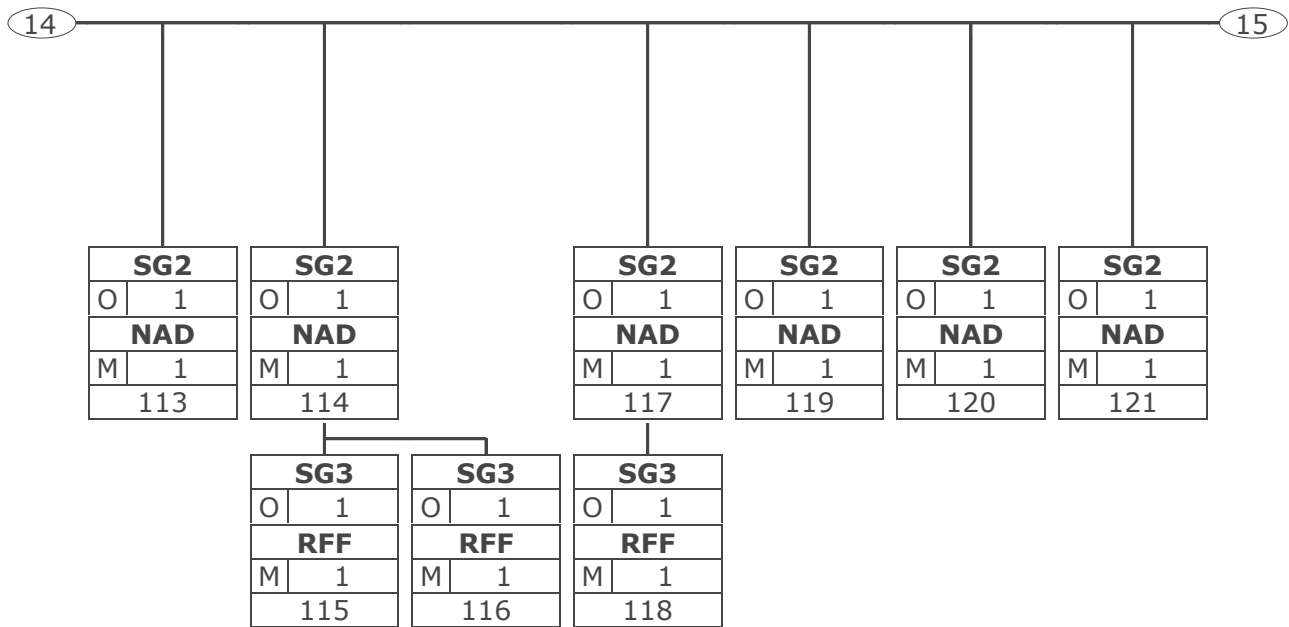 14 15
SG2 SG2 SG2 SG2 SG2 SG2
O 1 O 1 O 1 O 1 O 1 O 1
NAD NAD NAD NAD NAD NAD
M 1 M 1 M 1 M 1 M 1 M 1
113 114 117 119 120 121
SG3 SG3 SG3
O 1 O 1 O 1
RFF RFF RFF
M 1 M 1 M 1
115 116 118